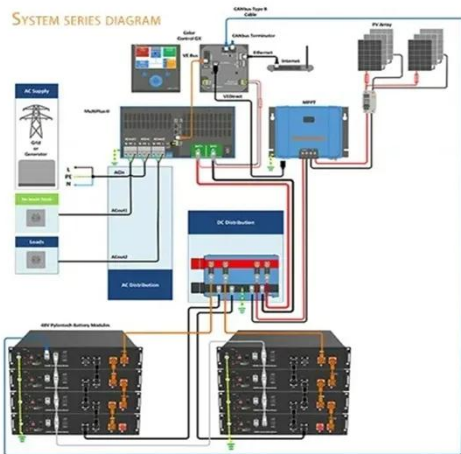 SYSTEM SERIES DIAGRAM
CANbus Type B
Cable
Color
Control GX
CANbus Terminator
PV Array
VE Bus
Ethernet
Internet
AC Supply
VE Direct
MPPT
MultiPlus-II
Grid
or
Generator
L
PE
N
ACin
ACout1
DC Distribution
Loads
ACout2
AC Distribution
48V Pylontech Battery Modules